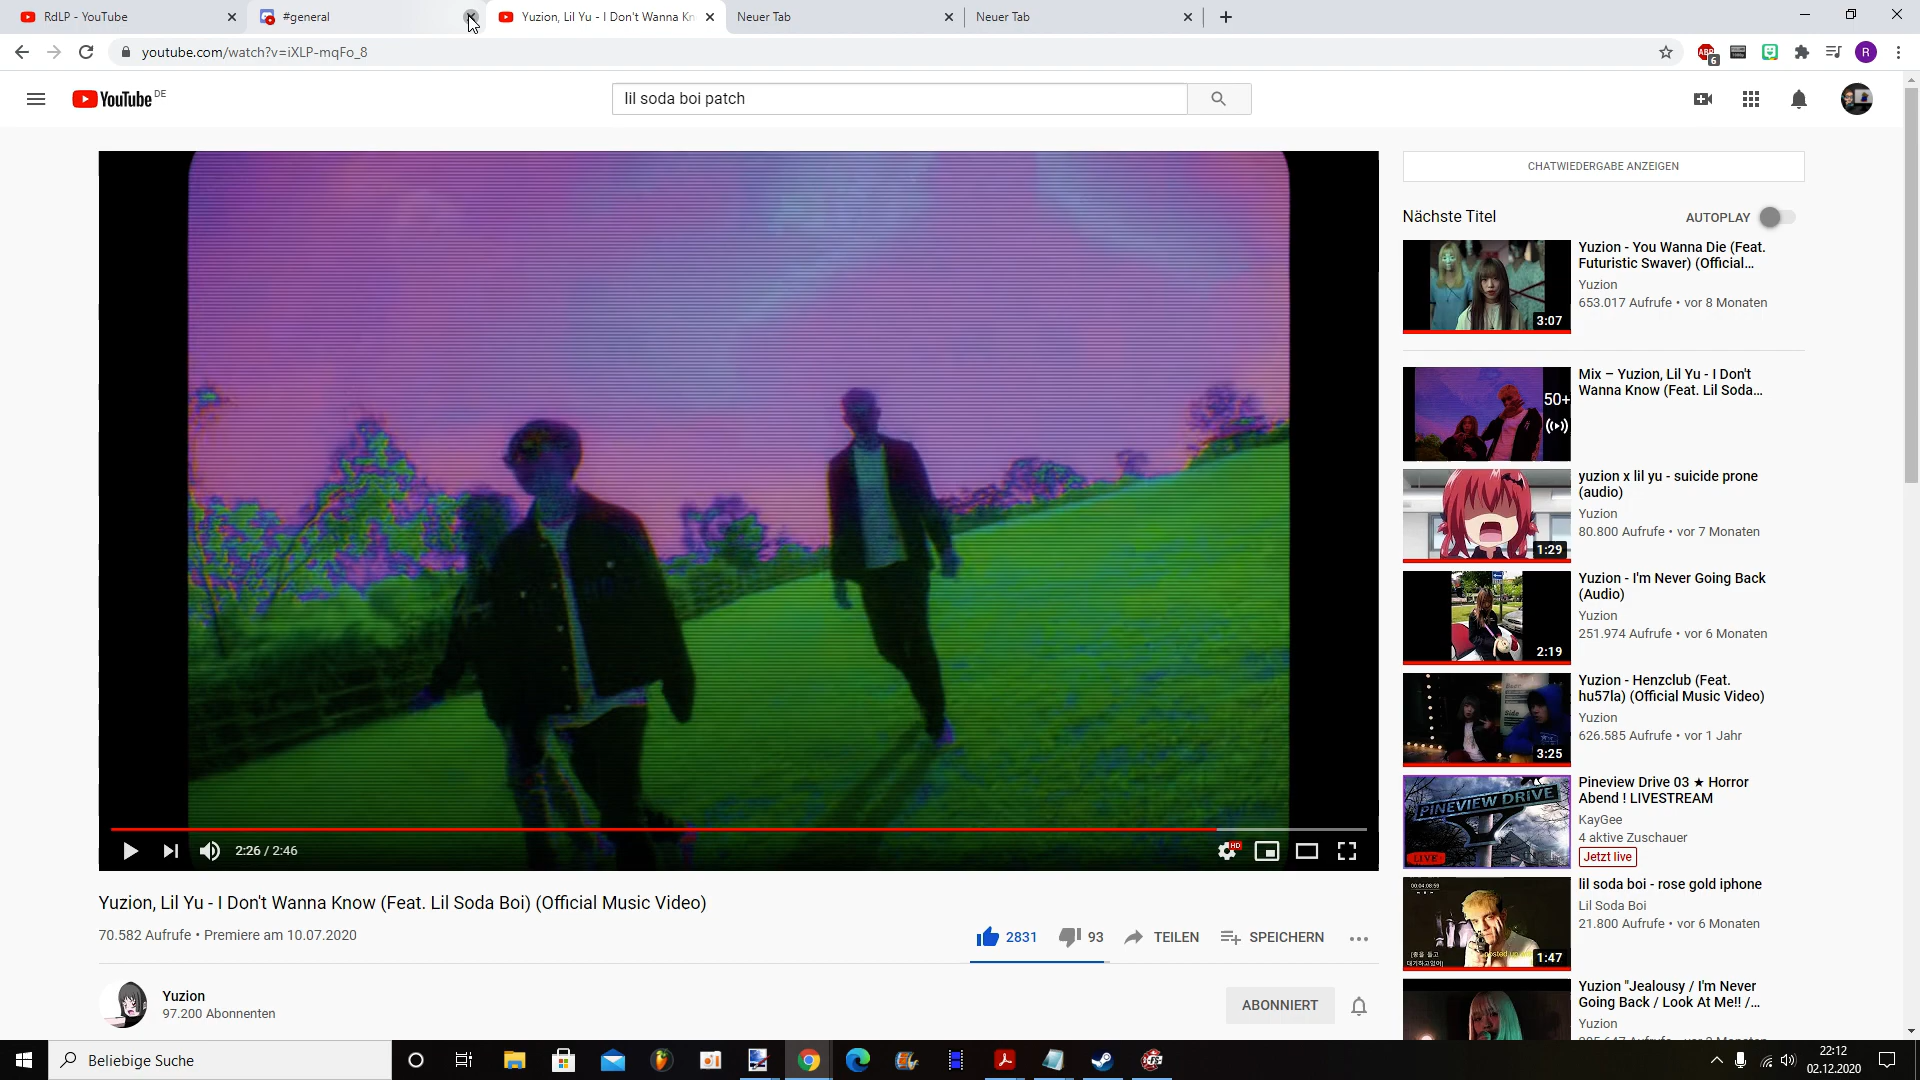 RdLP - YouTube
#general
Yuzion, Lil Yu - I Don't Wanna Kn
Neuer Tab
Neuer Tab
youtube.com/watch?v=iXLP-mqFo_8
ABP
6
R
YouTube DE
lil soda boi patch
CHATWIEDERGABE ANZEIGEN
Nächste Titel
AUTOPLAY
Yuzion - You Wanna Die (Feat.
Futuristic Swaver) (Official...
Yuzion
653.017 Aufrufe • vor 8 Monaten
3:07
Mix – Yuzion, Lil Yu - I Don't
Wanna Know (Feat. Lil Soda...
50+
yuzion x lil yu - suicide prone
(audio)
Yuzion
80.800 Aufrufe • vor 7 Monaten
1:29
Yuzion - I'm Never Going Back
(Audio)
Yuzion
251.974 Aufrufe • vor 6 Monaten
2:19
Yuzion - Henzclub (Feat.
hu57la) (Official Music Video)
Yuzion
626.585 Aufrufe • vor 1 Jahr
3:25
Pineview Drive 03 ★ Horror
Abend ! LIVESTREAM
KayGee
4 aktive Zuschauer
Jetzt live
PINEVIEW DRIVE
LIVE
lil soda boi - rose gold iphone
Lil Soda Boi
21.800 Aufrufe • vor 6 Monaten
1:47
Yuzion "Jealousy / I'm Never
Going Back / Look At Me!! /...
Yuzion
2:26 / 2:46
HD
Yuzion, Lil Yu - I Don't Wanna Know (Feat. Lil Soda Boi) (Official Music Video)
70.582 Aufrufe • Premiere am 10.07.2020
2831
93
TEILEN
SPEICHERN
Yuzion
97.200 Abonnenten
ABONNIERT
Beliebige Suche
22:12
02.12.2020